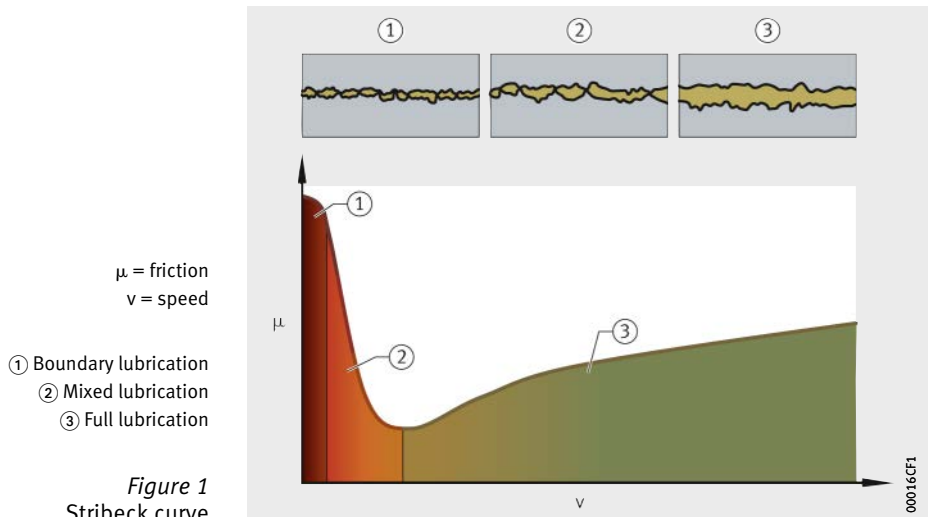 ① ② ③
①
μ = friction
v = speed
μ
③
① Boundary lubrication
②
② Mixed lubrication
③ Full lubrication
Figure 1
Stribeck curve
v
00016CF1